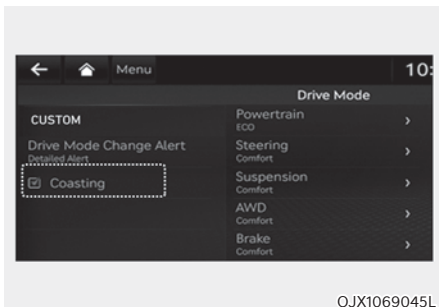 Menu
10:
Drive Mode
CUSTOM
Drive Mode Change Alert
Detailed Alert
Coasting
Powertrain
ECO
Steering
Comfort
Suspension
Comfort
AWD
Comfort
Brake
Comfort
OJX1069045L